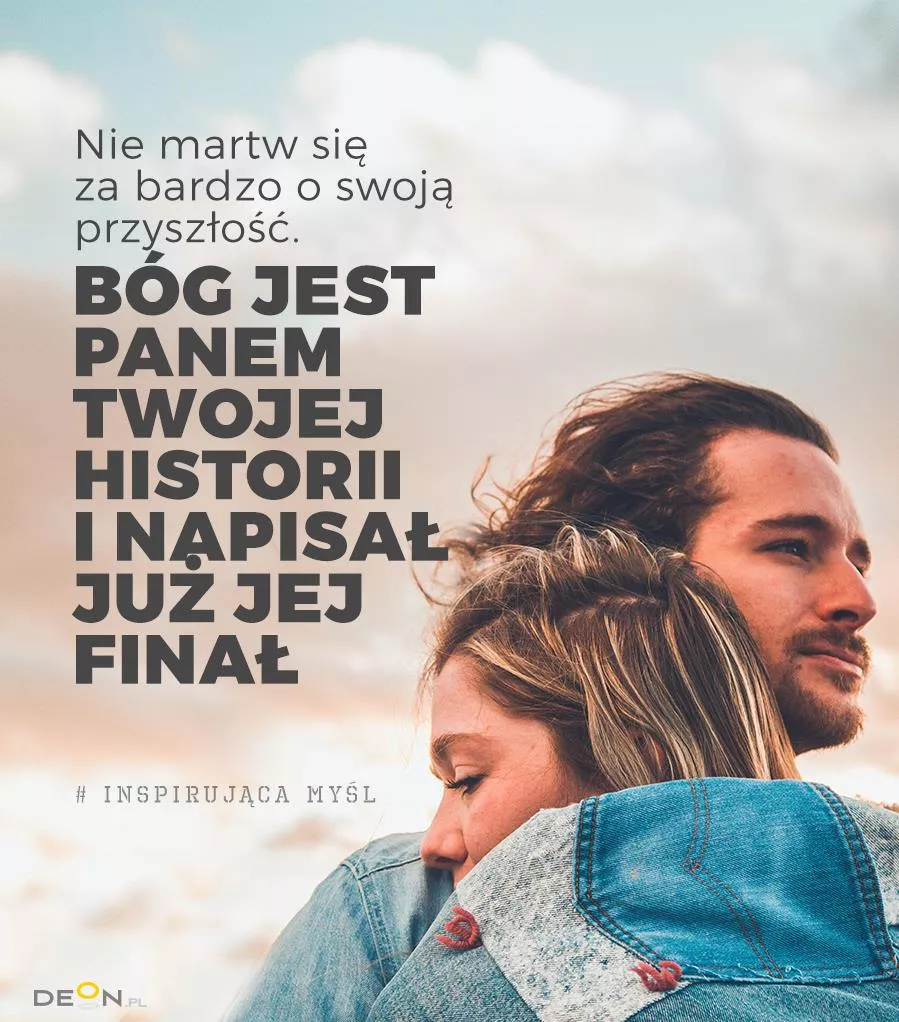 Nie martw się
za bardzo o swoją
przyszłość.
BÓG JEST
PANEM
TWOJEJ
HISTORII
I NAPISAŁ
JUŻ JEJ
FINAŁ
# INSPIRUJĄCA MYŚL
DEON.PL